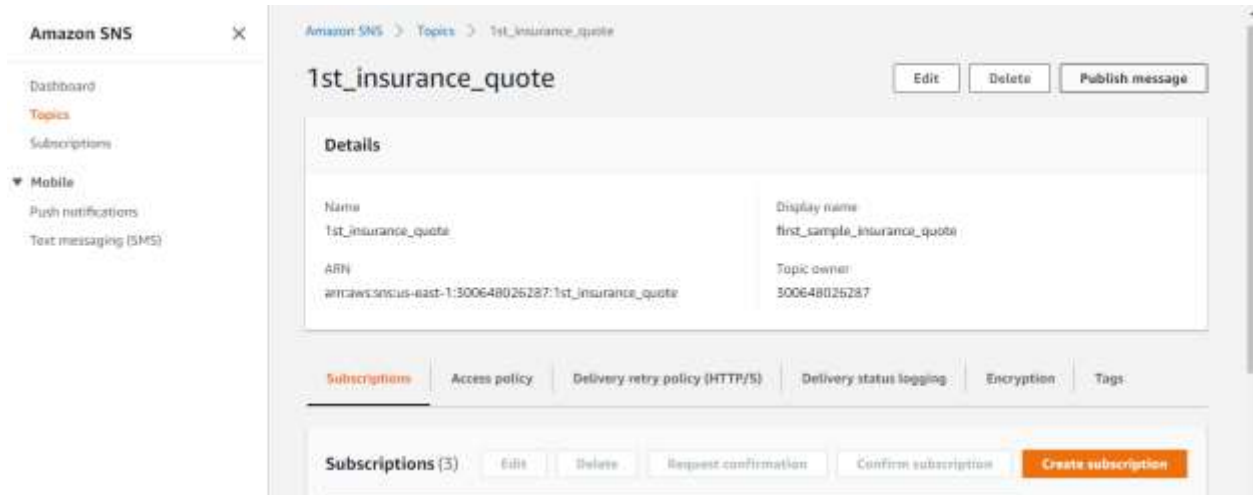 Amazon SNS
Dashboard
Topics
Subscriptions
Mobile
Push notifications
Text messaging (SMS)
Amazon SNS > Topics > 1st_insurance_quote
1st_insurance_quote
Edit Delete Publish message
Details
Name
1st_insurance_quote
ARN
arn:aws:sns:us-east-1:300648026287:1st_insurance_quote
Display name
first_sample_insurance_quote
Topic owner
300648026287
Subscriptions Access policy Delivery retry policy (HTTP/S) Delivery status logging Encryption Tags
Subscriptions (3) Edit Delete Request confirmation Confirm subscription Create subscription